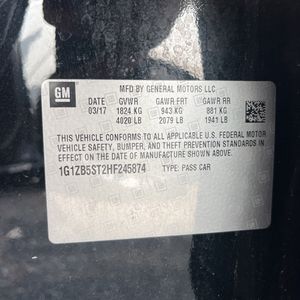 GM
MFD BY GENERAL MOTORS LLC
DATE GVWR GAWR FRT GAWR RR
03/17 1824 KG 943 KG 881 KG
4020 LB 2079 LB 1941 LB
THIS VEHICLE CONFORMS TO ALL APPLICABLE U.S. FEDERAL MOTOR
VEHICLE SAFETY, BUMPER, AND THEFT PREVENTION STANDARDS
IN EFFECT ON THE DATE OF MANUFACTURE SHOWN ABOVE.
1G1ZB5ST2HF245874 TYPE: PASS CAR